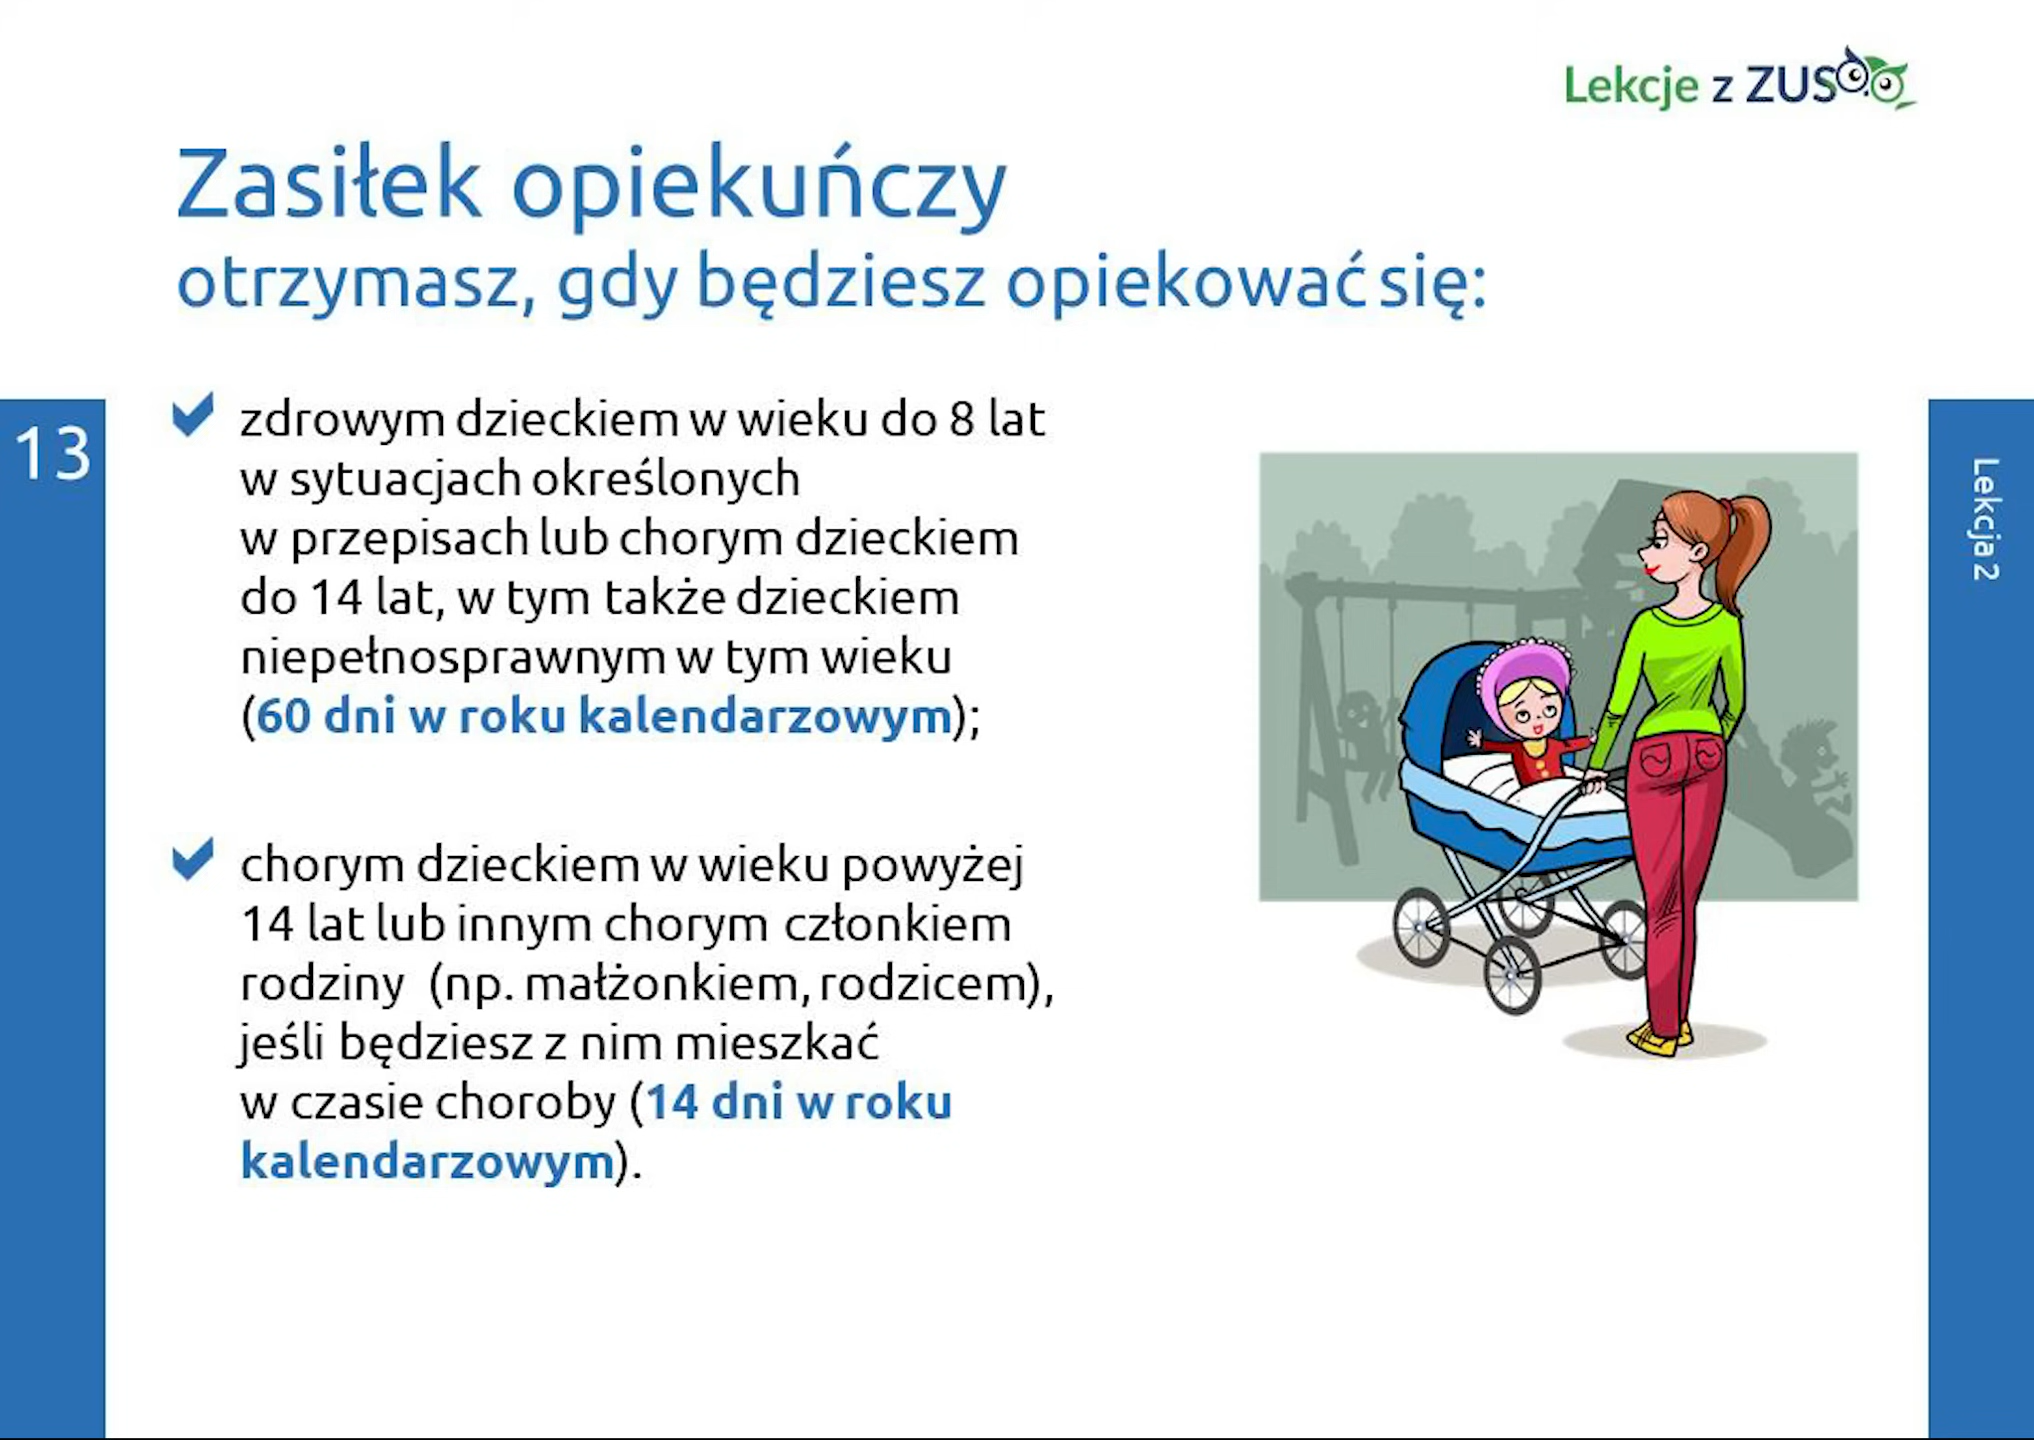 Lekcje z ZUS
Zasiłek opiekuńczy
otrzymasz, gdy będziesz opiekować się:
13
zdrowym dzieckiem w wieku do 8 lat
w sytuacjach określonych
w przepisach lub chorym dzieckiem
do 14 lat, w tym także dzieckiem
niepełnosprawnym w tym wieku
(60 dni w roku kalendarzowym);
chorym dzieckiem w wieku powyżej
14 lat lub innym chorym członkiem
rodziny (np. małżonkiem, rodzicem),
jeśli będziesz z nim mieszkać
w czasie choroby (14 dni w roku
kalendarzowym).
Lekcja 2